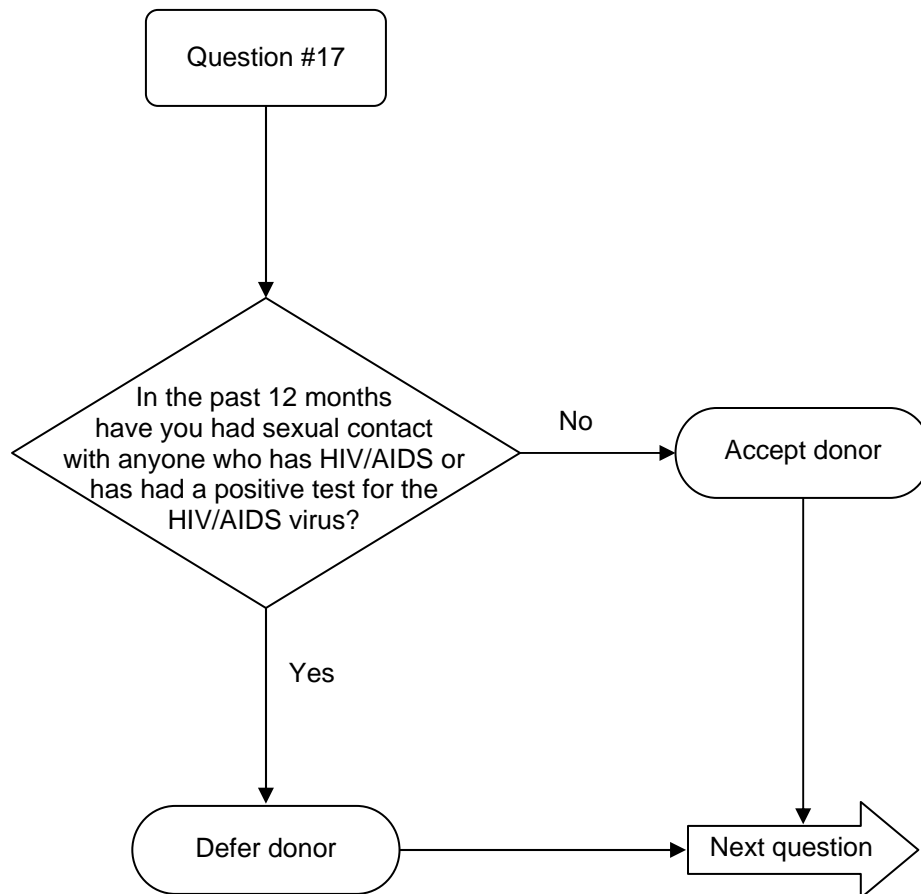 Question #17
In the past 12 months
have you had sexual contact
with anyone who has HIV/AIDS or
has had a positive test for the
HIV/AIDS virus?
No
Accept donor
Yes
Defer donor
Next question